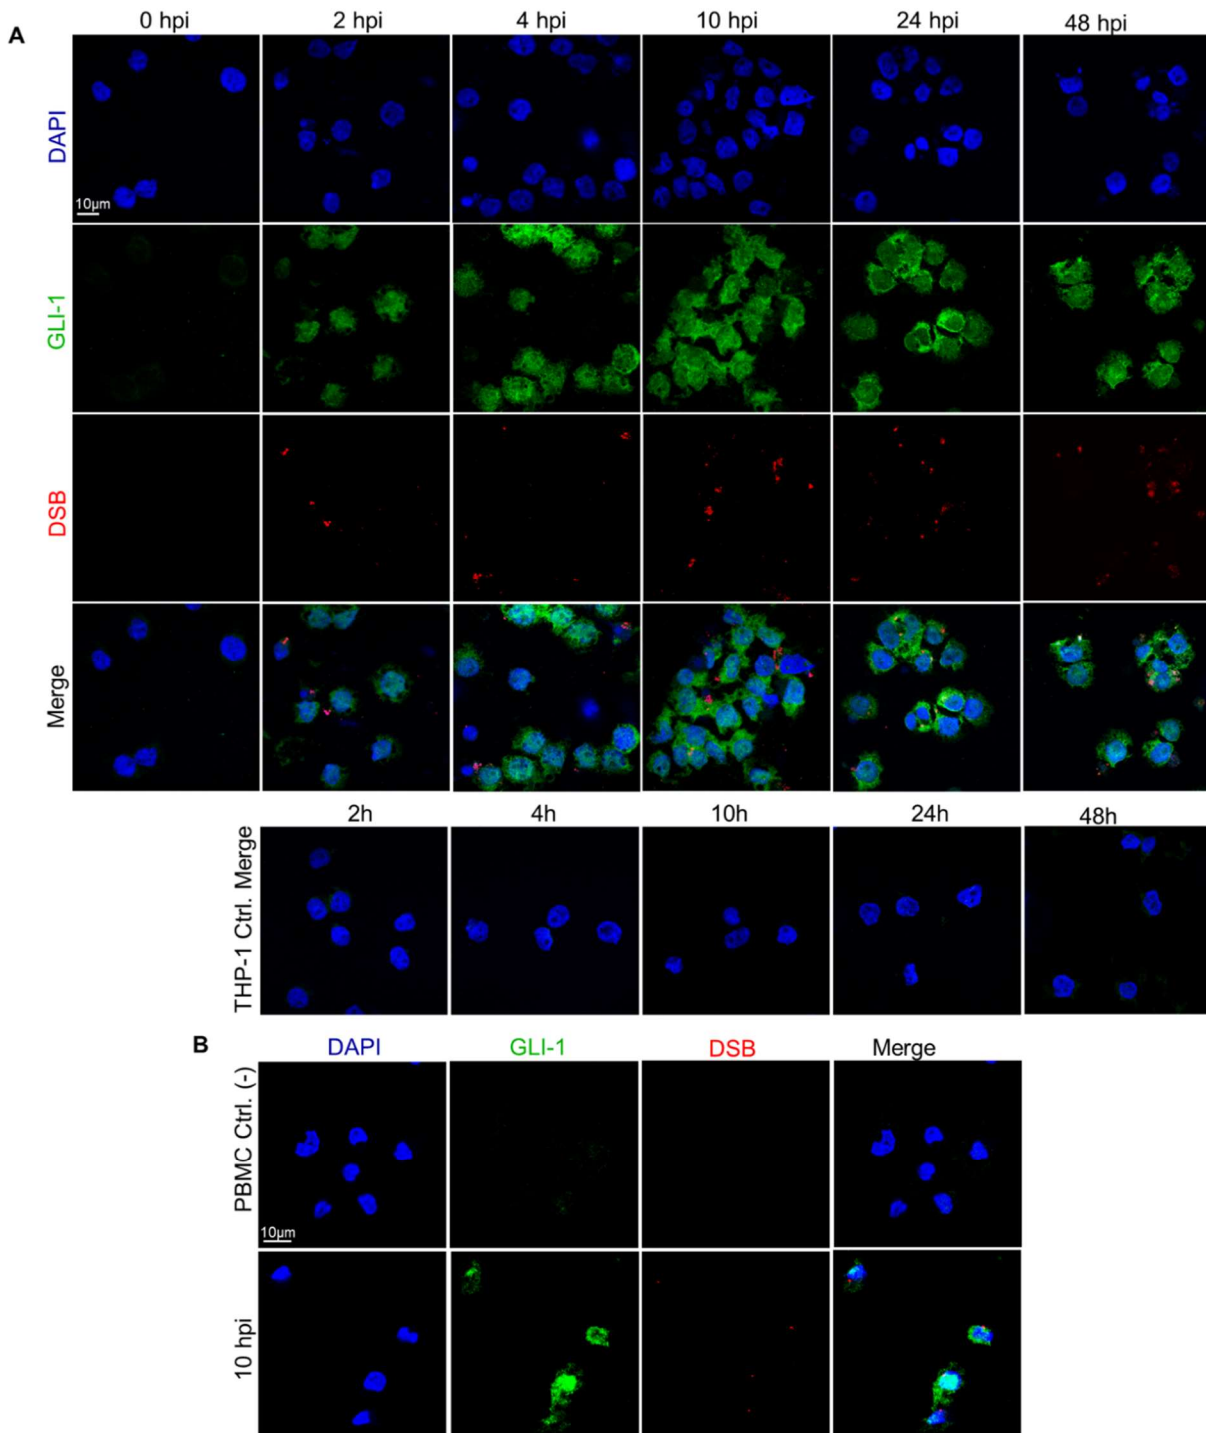 A
0 hpi 2 hpi 4 hpi 10 hpi 24 hpi 48 hpi
DAPI
10µm
GLI-1
DSB
Merge
2h 4h 10h 24h 48h
THP-1 Ctrl. Merge
B
DAPI GLI-1 DSB Merge
PBMC Ctrl. (-)
10µm
10 hpi